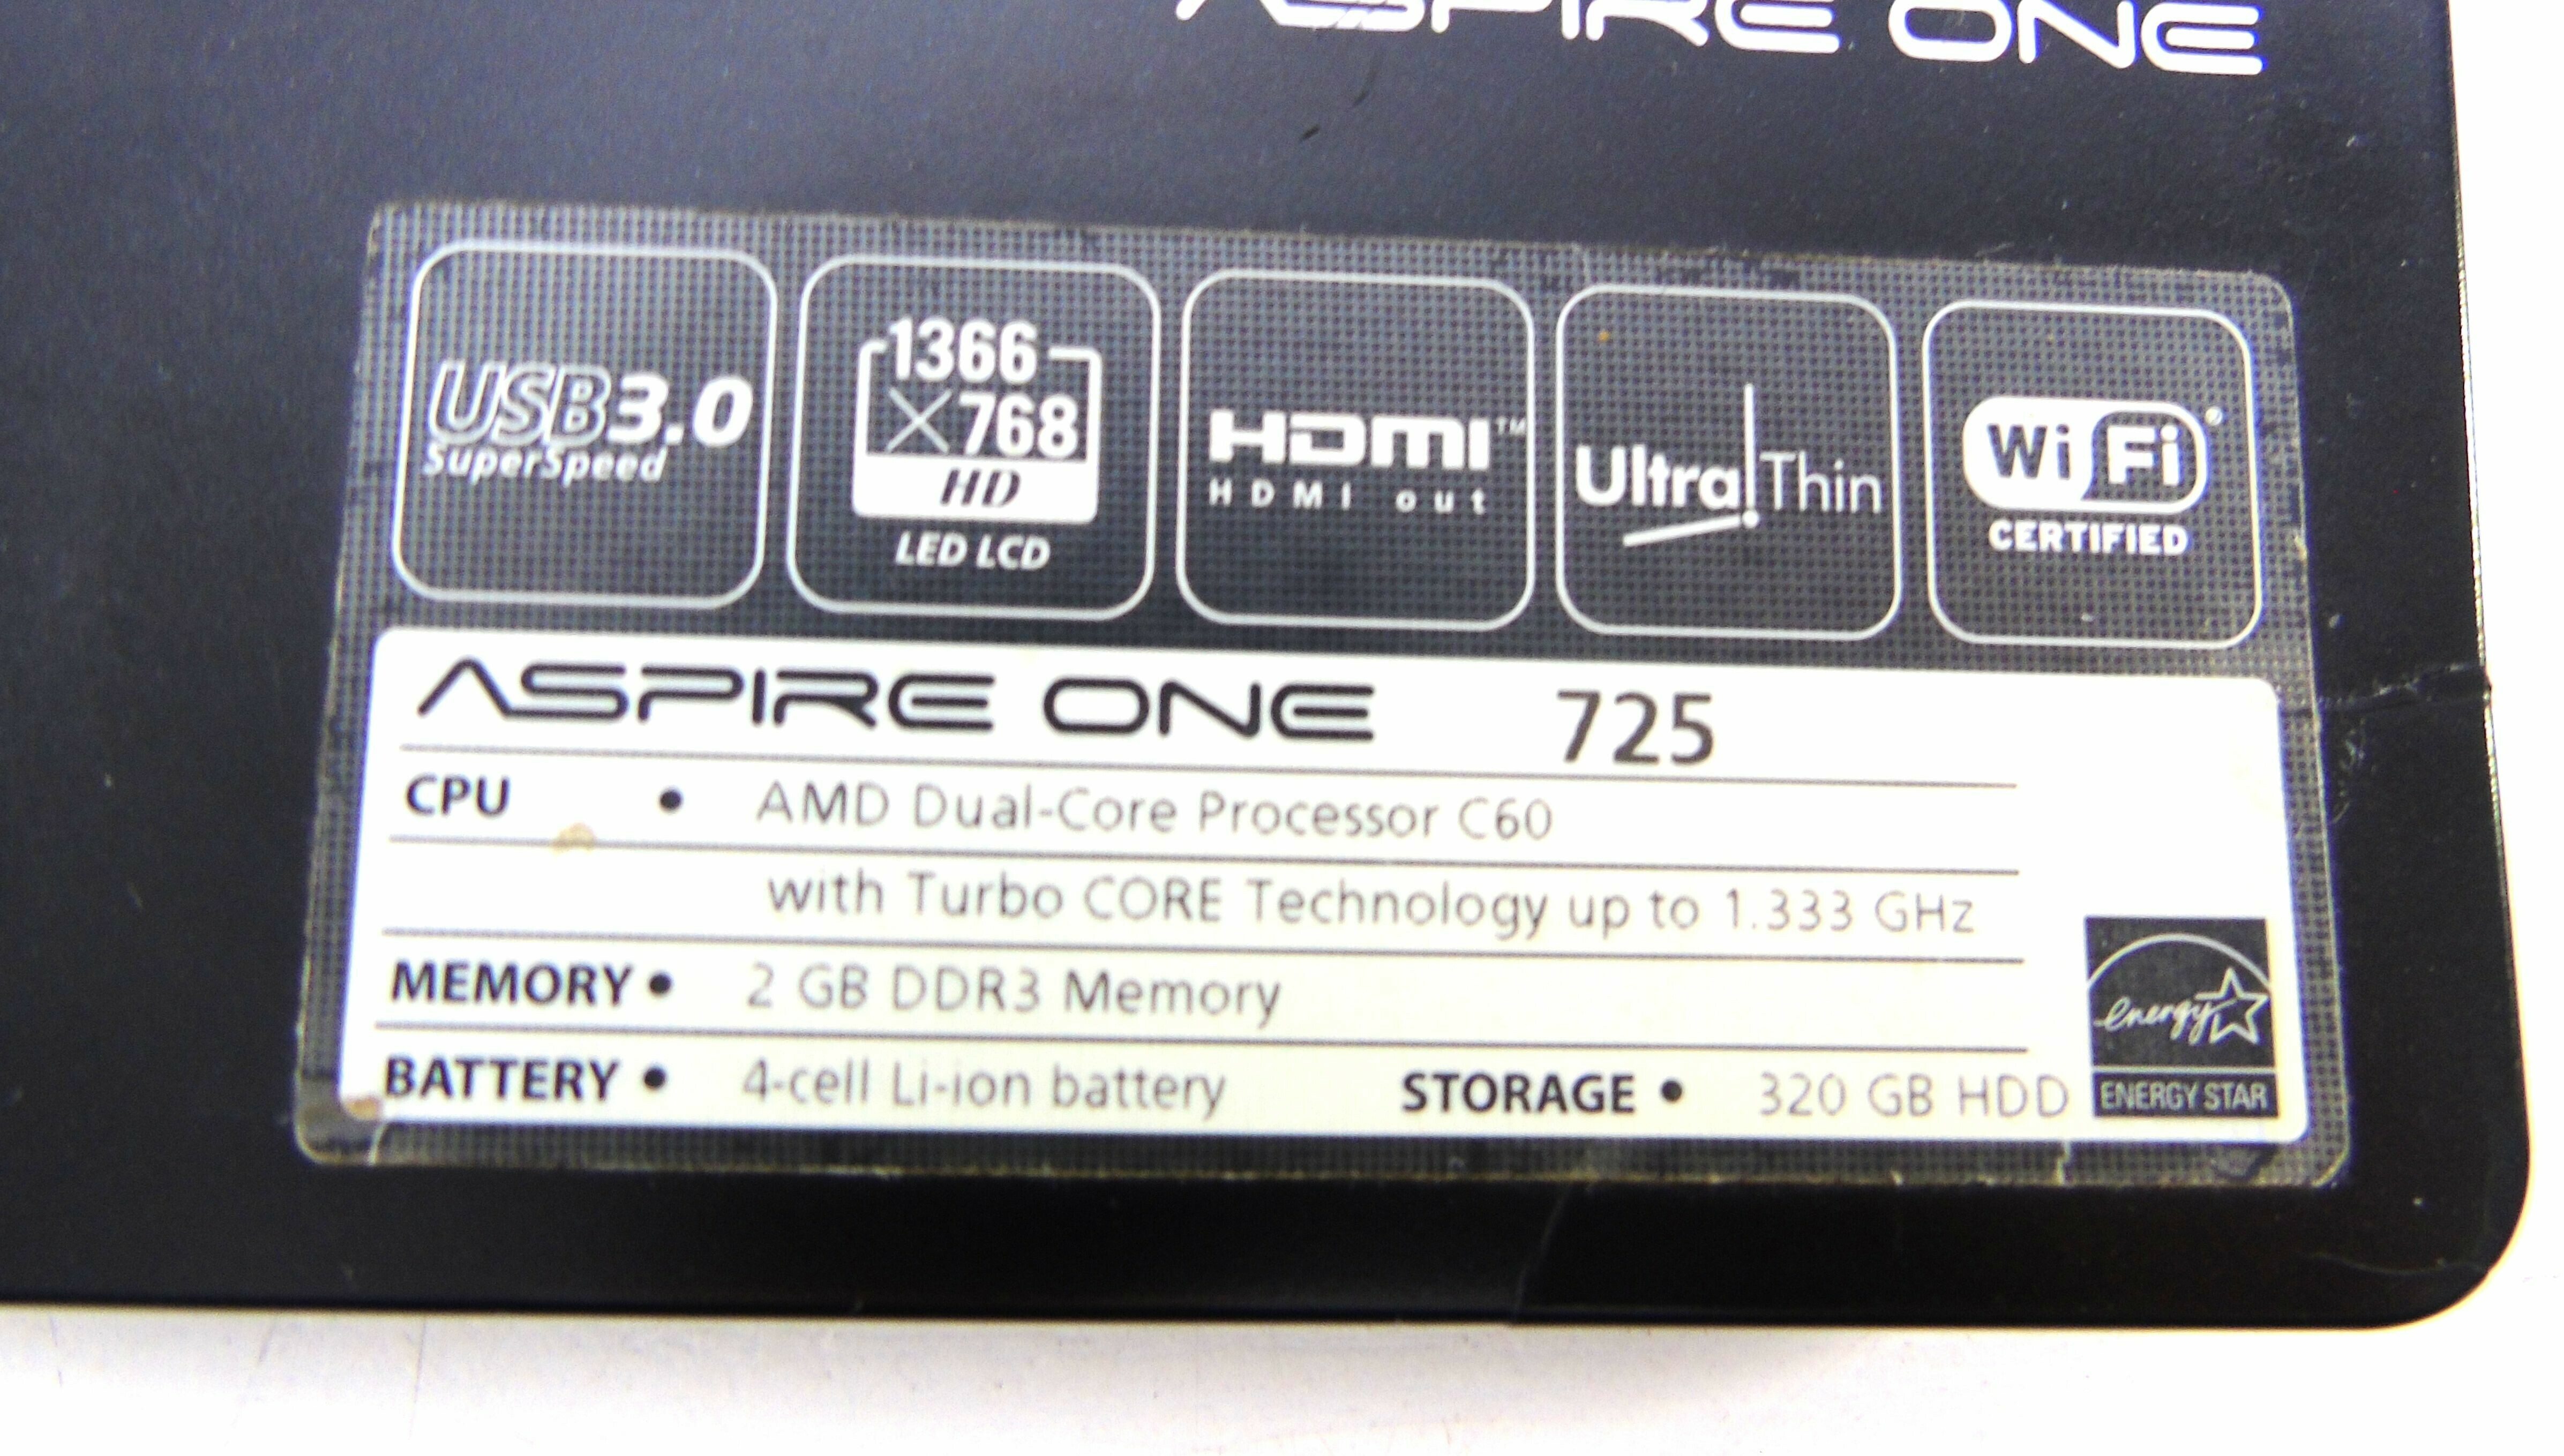 ASPIRE ONE
USB3.0
SuperSpeed
1366
×768
HD
LED LCD
HDMI™
HDMI out
Ultra Thin
Wi Fi®
CERTIFIED
ASPIRE ONE 725
CPU • AMD Dual-Core Processor C60
with Turbo CORE Technology up to 1.333 GHz
MEMORY • 2 GB DDR3 Memory
BATTERY • 4-cell Li-ion battery STORAGE • 320 GB HDD
energy
ENERGY STAR